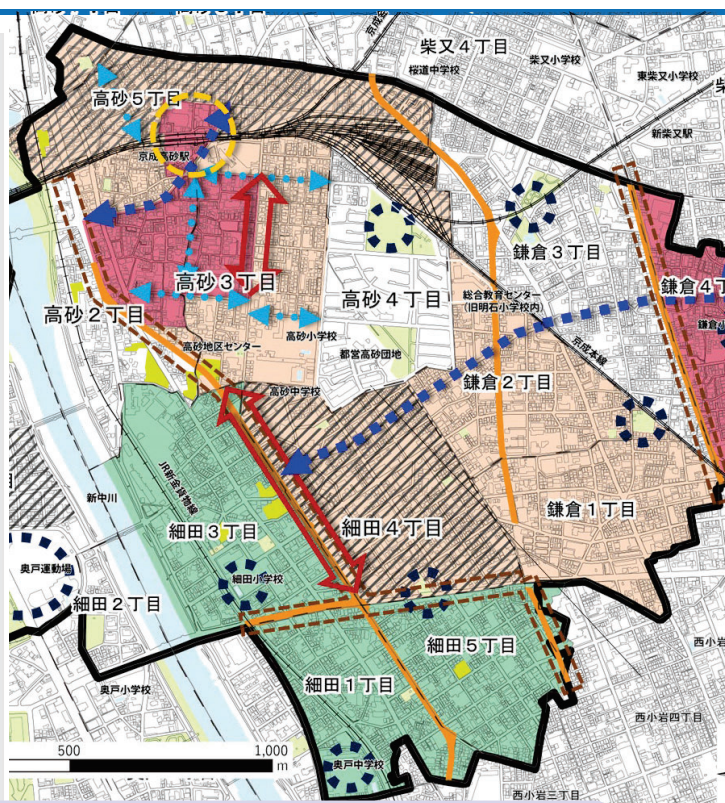 柴又4丁目
柴又小学校
桜道中学校
東柴又小学校
高砂5丁目
新柴又駅
京成高砂駅
鎌倉3丁目
高砂3丁目
高砂4丁目
鎌倉4丁
総合教育センター
(旧明石小学校内)
高砂2丁目
高砂小学校
京成本線
高砂地区センター
都営高砂団地
鎌倉2丁目
高砂中学校
JR新金貨物線
新中川
鎌倉1丁目
細田3丁目
細田4丁目
奥戸運動場
細田小学校
細田2丁目
細田5丁目
奥戸小学校
細田1丁目
西小岩四丁目
500
1,000
m
奥戸中学校
西小岩三丁目